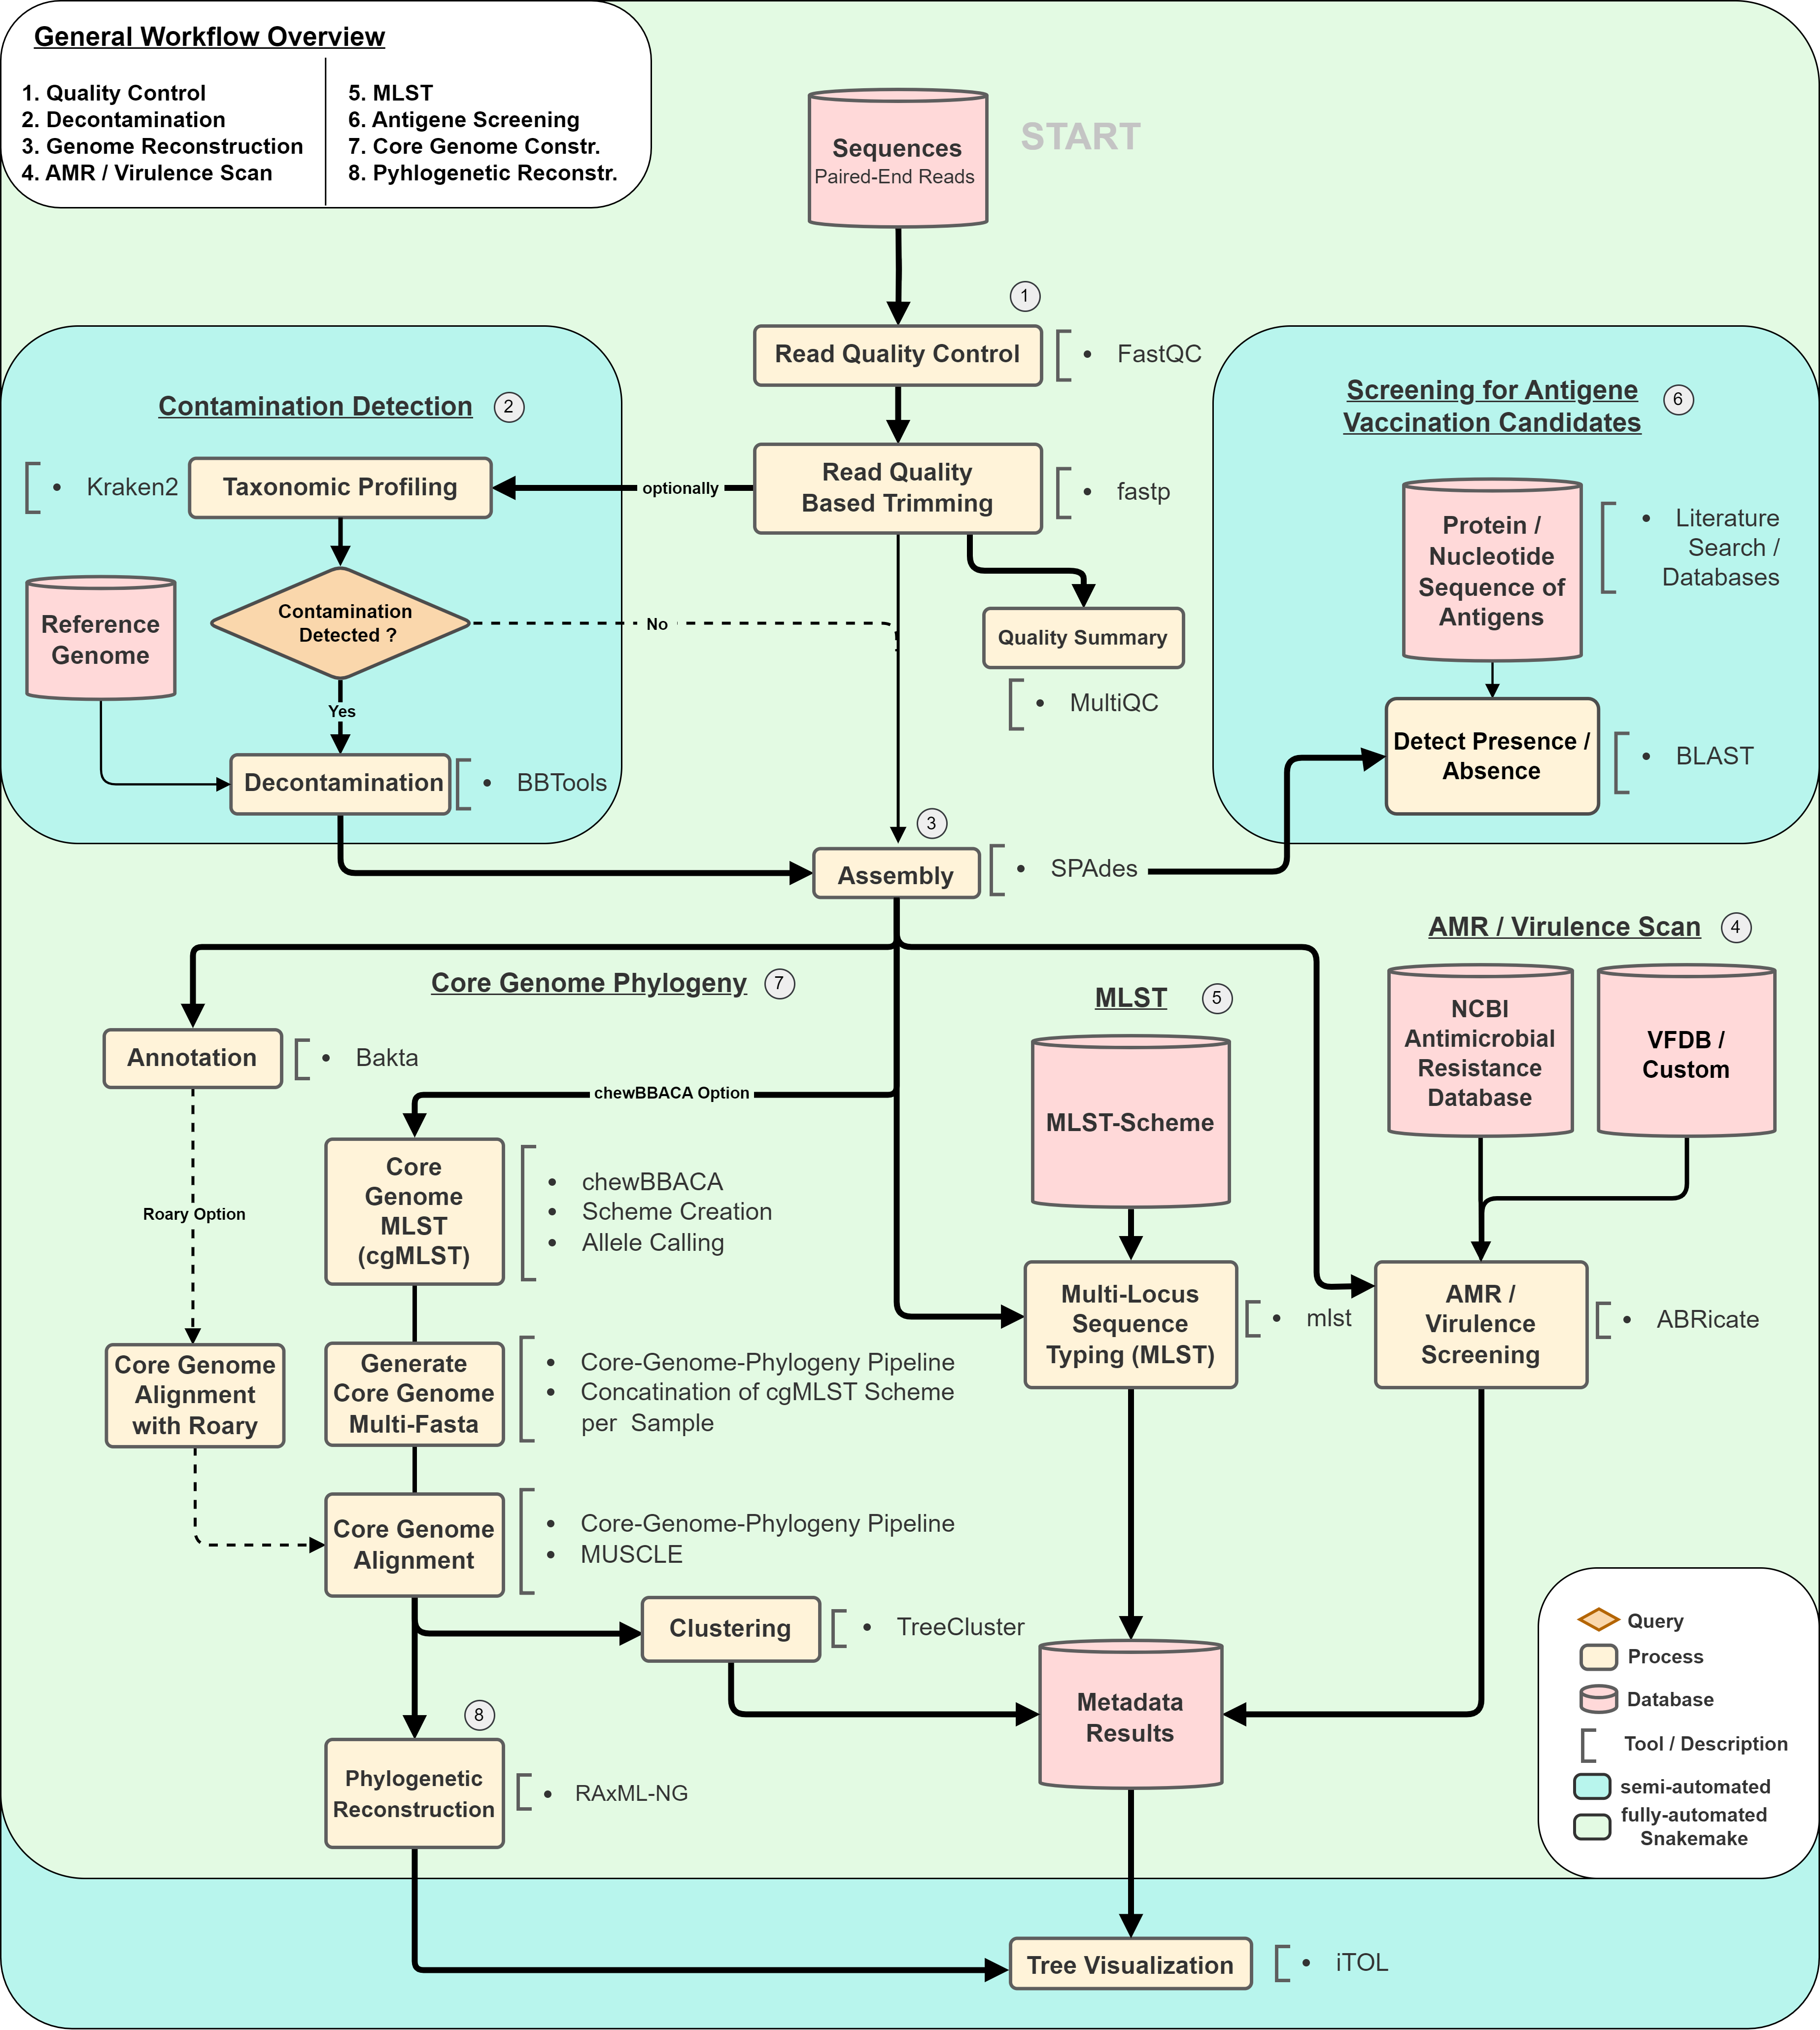 General Workflow Overview
1. Quality Control
2. Decontamination
3. Genome Reconstruction
4. AMR / Virulence Scan
5. MLST
6. Antigene Screening
7. Core Genome Constr.
8. Pyhlogenetic Reconstr.
Sequences
Paired-End Reads
START
1
Read Quality Control
• FastQC
Contamination Detection
2
• Kraken2
Taxonomic Profiling
optionally
Read Quality
Based Trimming
• fastp
Contamination
Detected ?
No
Reference
Genome
Yes
Decontamination
• BBTools
Quality Summary
• MultiQC
Screening for Antigene
Vaccination Candidates
6
Protein /
Nucleotide
Sequence of
Antigens
• Literature
Search /
Databases
Detect Presence /
Absence
• BLAST
3
Assembly
• SPAdes
AMR / Virulence Scan
4
Core Genome Phylogeny
7
MLST
5
NCBI
Antimicrobial
Resistance
Database
VFDB /
Custom
Annotation
• Bakta
chewBBACA Option
MLST-Scheme
Roary Option
Core
Genome
MLST
(cgMLST)
• chewBBACA
• Scheme Creation
• Allele Calling
Multi-Locus
Sequence
Typing (MLST)
• mlst
AMR /
Virulence
Screening
• ABRicate
Core Genome
Alignment
with Roary
Generate
Core Genome
Multi-Fasta
• Core-Genome-Phylogeny Pipeline
• Concatination of cgMLST Scheme
per Sample
Core Genome
Alignment
• Core-Genome-Phylogeny Pipeline
• MUSCLE
Clustering
• TreeCluster
Metadata
Results
8
Phylogenetic
Reconstruction
• RAxML-NG
Query
Process
Database
Tool / Description
semi-automated
fully-automated
Snakemake
Tree Visualization
• iTOL